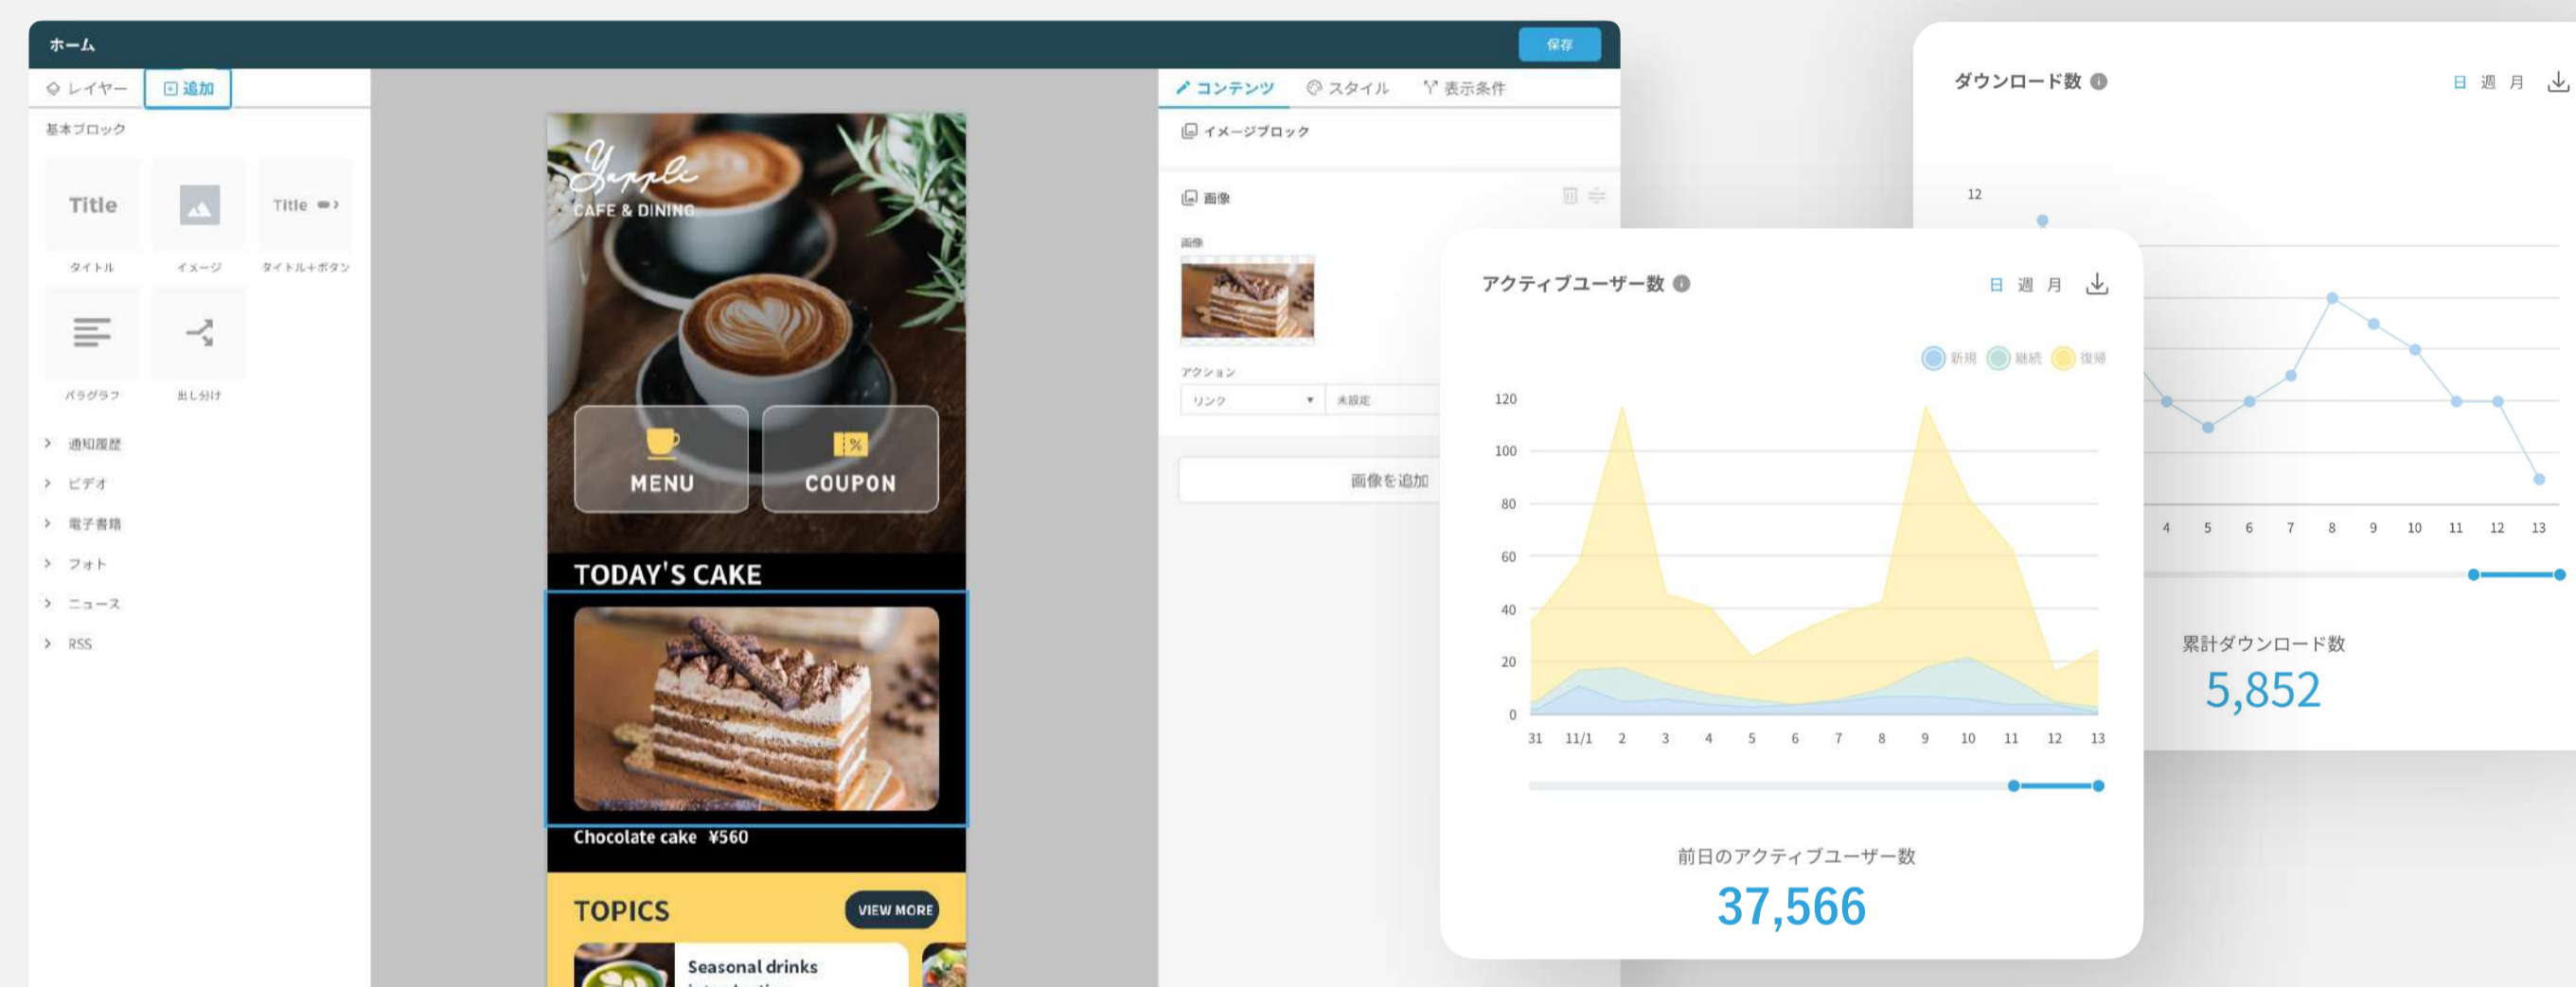 ホーム
保存
レイヤー
追加
基本ブロック
Title
Title
タイトル
イメージ
タイトル+ボタン
パラグラフ
出し分け
通知履歴
ビデオ
電子書籍
フォト
ニュース
RSS
Yappli
CAFE & DINING
MENU
%
COUPON
TODAY'S CAKE
Chocolate cake ¥560
TOPICS
VIEW MORE
Seasonal drinks
コンテンツ
スタイル
表示条件
イメージブロック
画像
画像
アクション
リンク
未設定
画像を追加
アクティブユーザー数
日 週 月
新規 継続 復帰
120
100
80
60
40
20
0
31 11/1 2 3 4 5 6 7 8 9 10 11 12 13
前日のアクティブユーザー数
37,566
ダウンロード数
日 週 月
12
4 5 6 7 8 9 10 11 12 13
累計ダウンロード数
5,852